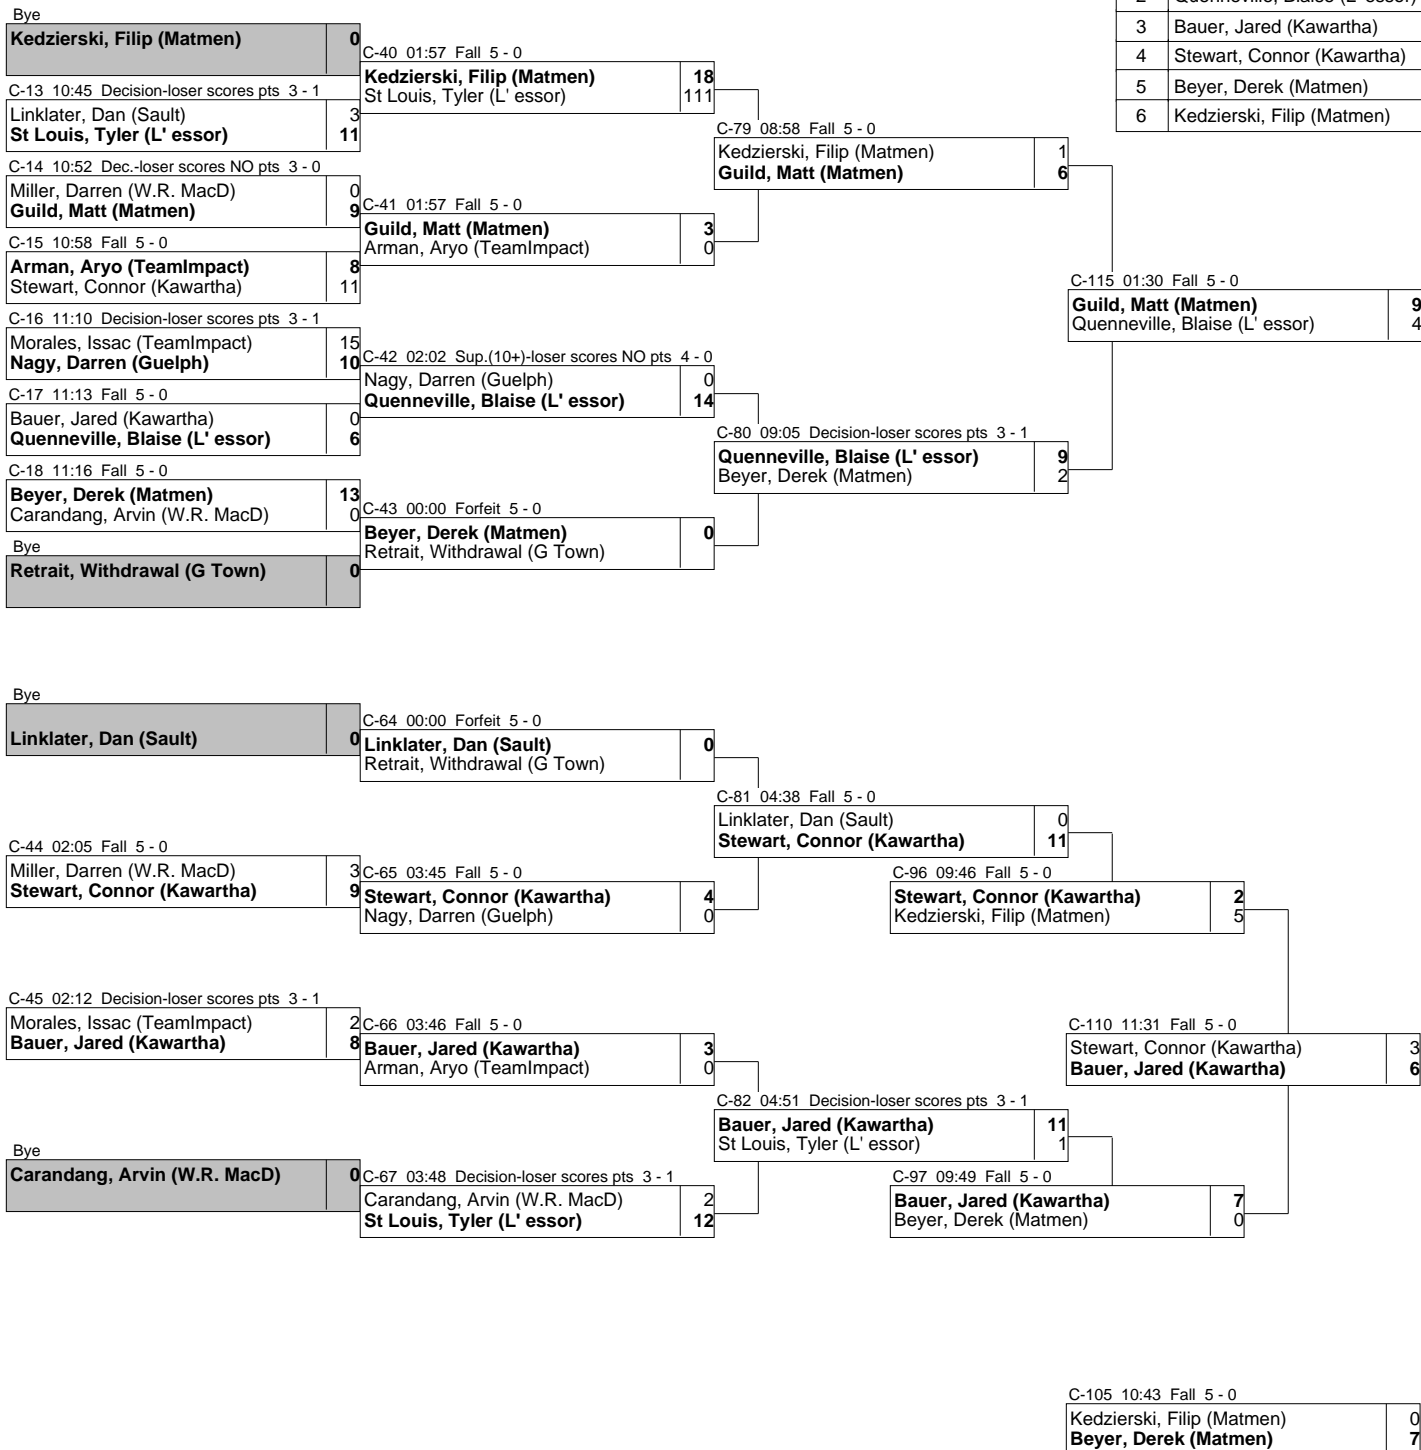 2 Quenneville, Blaise (L' essor)
3 Bauer, Jared (Kawartha)
4 Stewart, Connor (Kawartha)
5 Beyer, Derek (Matmen)
6 Kedzierski, Filip (Matmen)
Bye
Kedzierski, Filip (Matmen) 0
C-13 10:45 Decision-loser scores pts 3 - 1
Linklater, Dan (Sault) 3
St Louis, Tyler (L' essor) 11
C-14 10:52 Dec.-loser scores NO pts 3 - 0
Miller, Darren (W.R. MacD) 0
Guild, Matt (Matmen) 9
C-15 10:58 Fall 5 - 0
Arman, Aryo (TeamImpact) 8
Stewart, Connor (Kawartha) 11
C-16 11:10 Decision-loser scores pts 3 - 1
Morales, Issac (TeamImpact) 15
Nagy, Darren (Guelph) 10
C-17 11:13 Fall 5 - 0
Bauer, Jared (Kawartha) 0
Quenneville, Blaise (L' essor) 6
C-18 11:16 Fall 5 - 0
Beyer, Derek (Matmen) 13
Carandang, Arvin (W.R. MacD) 0
Bye
Retrait, Withdrawal (G Town) 0
C-40 01:57 Fall 5 - 0
Kedzierski, Filip (Matmen) 18
St Louis, Tyler (L' essor) 111
C-41 01:57 Fall 5 - 0
Guild, Matt (Matmen) 3
Arman, Aryo (TeamImpact) 0
C-42 02:02 Sup.(10+)-loser scores NO pts 4 - 0
Nagy, Darren (Guelph) 0
Quenneville, Blaise (L' essor) 14
C-43 00:00 Forfeit 5 - 0
Beyer, Derek (Matmen) 0
Retrait, Withdrawal (G Town)
C-79 08:58 Fall 5 - 0
Kedzierski, Filip (Matmen) 1
Guild, Matt (Matmen) 6
C-80 09:05 Decision-loser scores pts 3 - 1
Quenneville, Blaise (L' essor) 9
Beyer, Derek (Matmen) 2
C-115 01:30 Fall 5 - 0
Guild, Matt (Matmen) 9
Quenneville, Blaise (L' essor) 4
Bye
Linklater, Dan (Sault) 0
C-44 02:05 Fall 5 - 0
Miller, Darren (W.R. MacD) 3
Stewart, Connor (Kawartha) 9
C-45 02:12 Decision-loser scores pts 3 - 1
Morales, Issac (TeamImpact) 2
Bauer, Jared (Kawartha) 8
Bye
Carandang, Arvin (W.R. MacD) 0
C-64 00:00 Forfeit 5 - 0
Linklater, Dan (Sault) 0
Retrait, Withdrawal (G Town)
C-65 03:45 Fall 5 - 0
Stewart, Connor (Kawartha) 4
Nagy, Darren (Guelph) 0
C-66 03:46 Fall 5 - 0
Bauer, Jared (Kawartha) 3
Arman, Aryo (TeamImpact) 0
C-67 03:48 Decision-loser scores pts 3 - 1
Carandang, Arvin (W.R. MacD) 2
St Louis, Tyler (L' essor) 12
C-81 04:38 Fall 5 - 0
Linklater, Dan (Sault) 0
Stewart, Connor (Kawartha) 11
C-82 04:51 Decision-loser scores pts 3 - 1
Bauer, Jared (Kawartha) 11
St Louis, Tyler (L' essor) 1
C-96 09:46 Fall 5 - 0
Stewart, Connor (Kawartha) 2
Kedzierski, Filip (Matmen) 5
C-97 09:49 Fall 5 - 0
Bauer, Jared (Kawartha) 7
Beyer, Derek (Matmen) 0
C-110 11:31 Fall 5 - 0
Stewart, Connor (Kawartha) 3
Bauer, Jared (Kawartha) 6
C-105 10:43 Fall 5 - 0
Kedzierski, Filip (Matmen) 0
Beyer, Derek (Matmen) 7